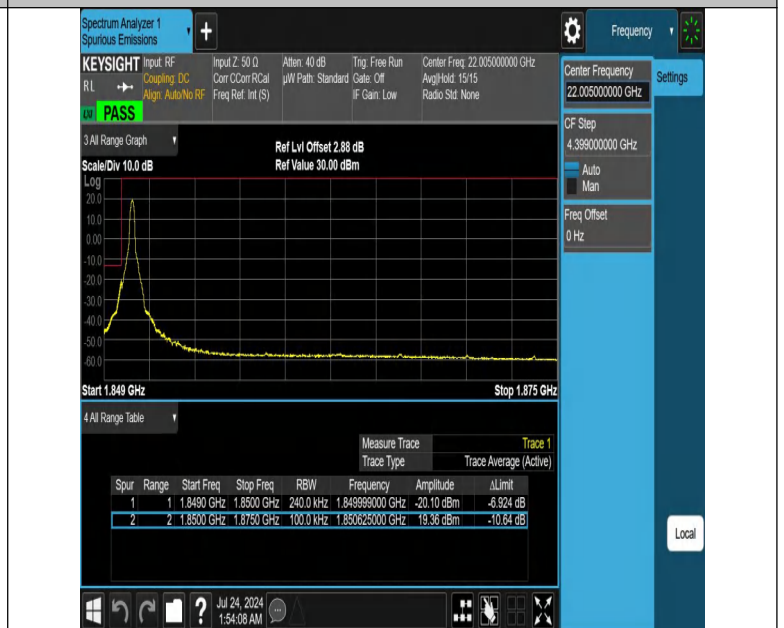 Spectrum Analyzer 1
Spurious Emissions
+
Frequency
KEYSIGHT
RL
PASS
Input: RF
Coupling: DC
Align: Auto/No RF
Input Z: 50 Ω
Corr CCorr RCal
Freq Ref: Int (S)
Atten: 40 dB
µW Path: Standard
Trig: Free Run
Gate: Off
IF Gain: Low
Center Freq: 22.005000000 GHz
Avg|Hold: 15/15
Radio Std: None
Center Frequency
22.005000000 GHz
Settings
CF Step
4.399000000 GHz
Auto
Man
Freq Offset
0 Hz
3 All Range Graph
Ref Lvl Offset 2.88 dB
Scale/Div 10.0 dB
Ref Value 30.00 dBm
Log
20.0
10.0
0.00
-10.0
-20.0
-30.0
-40.0
-50.0
-60.0
Start 1.849 GHz
Stop 1.875 GHz
4 All Range Table
Measure Trace Trace 1
Trace Type Trace Average (Active)
Spur Range Start Freq Stop Freq RBW Frequency Amplitude ΔLimit
1 1 1.8490 GHz 1.8500 GHz 240.0 kHz 1.849999000 GHz -20.10 dBm -6.924 dB
2 2 1.8500 GHz 1.8750 GHz 100.0 kHz 1.850625000 GHz 19.36 dBm -10.64 dB
Local
?
Jul 24, 2024
1:54:08 AM